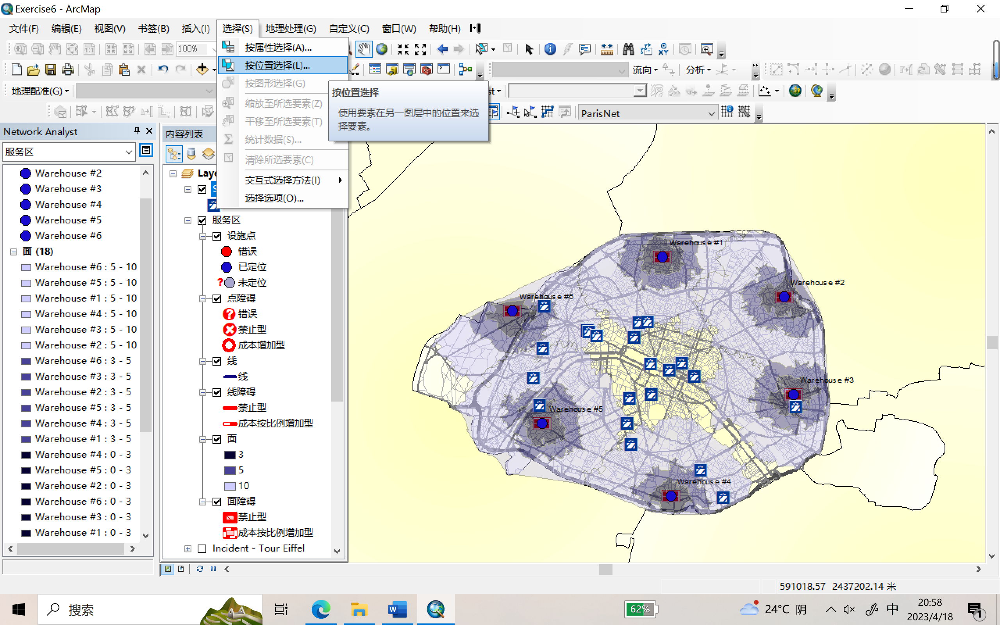 Exercise6 - ArcMap
文件(F) 编辑(E) 视图(V) 书签(B) 插入(I) 选择(S) 地理处理(G) 自定义(C) 窗口(W) 帮助(H)
100%
按属性选择(A)...
按位置选择(L)...
按图形选择(G)
缩放至所选要素(Z)
平移至所选要素(T)
统计数据(S)...
清除所选要素(C)
交互式选择方法(I)
选择选项(O)...
按位置选择
使用要素在另一图层中的位置来选
择要素。
流向
分析
地理配准(G)
ParisNet
Network Analyst
服务区
Warehouse #2
Warehouse #3
Warehouse #4
Warehouse #5
Warehouse #6
面 (18)
Warehouse #6 : 5 - 10
Warehouse #5 : 5 - 10
Warehouse #1 : 5 - 10
Warehouse #4 : 5 - 10
Warehouse #3 : 5 - 10
Warehouse #2 : 5 - 10
Warehouse #6 : 3 - 5
Warehouse #3 : 3 - 5
Warehouse #2 : 3 - 5
Warehouse #5 : 3 - 5
Warehouse #4 : 3 - 5
Warehouse #1 : 3 - 5
Warehouse #4 : 0 - 3
Warehouse #5 : 0 - 3
Warehouse #2 : 0 - 3
Warehouse #6 : 0 - 3
Warehouse #3 : 0 - 3
Warehouse #1 : 0 - 3
内容列表
服务区
设施点
错误
已定位
未定位
点障碍
错误
禁止型
成本增加型
线
线
线障碍
禁止型
成本按比例增加型
面
3
5
10
面障碍
禁止型
成本按比例增加型
Incident - Tour Eiffel
Warehouse #1
Warehouse #2
Warehouse #6
Warehouse #3
Warehouse #5
Warehouse #4
591018.57 2437202.14 米
搜索
62%
24°C 阴
中
20:58
2023/4/18
1